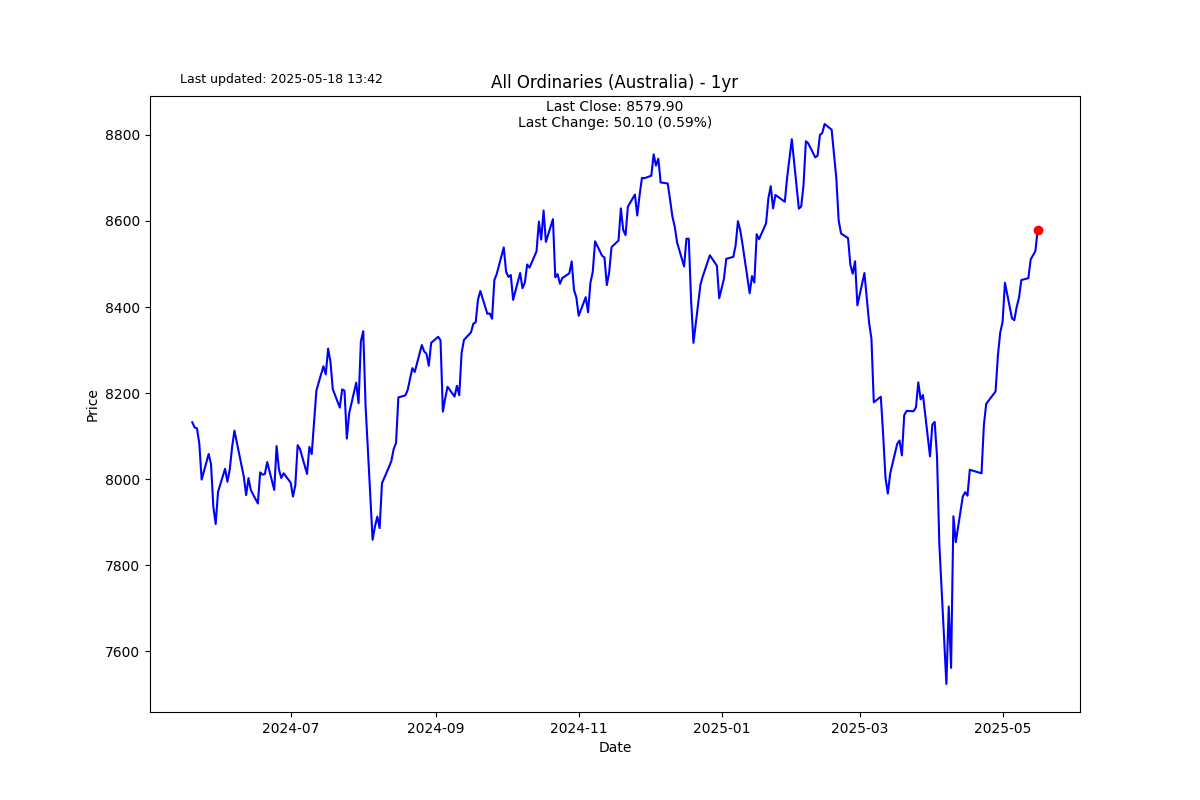 Last updated: 2025-05-18 13:42
All Ordinaries (Australia) - 1yr
Last Close: 8579.90
Last Change: 50.10 (0.59%)
8800
8600
8400
8200
8000
7800
7600
Price
2024-07
2024-09
2024-11
2025-01
2025-03
2025-05
Date